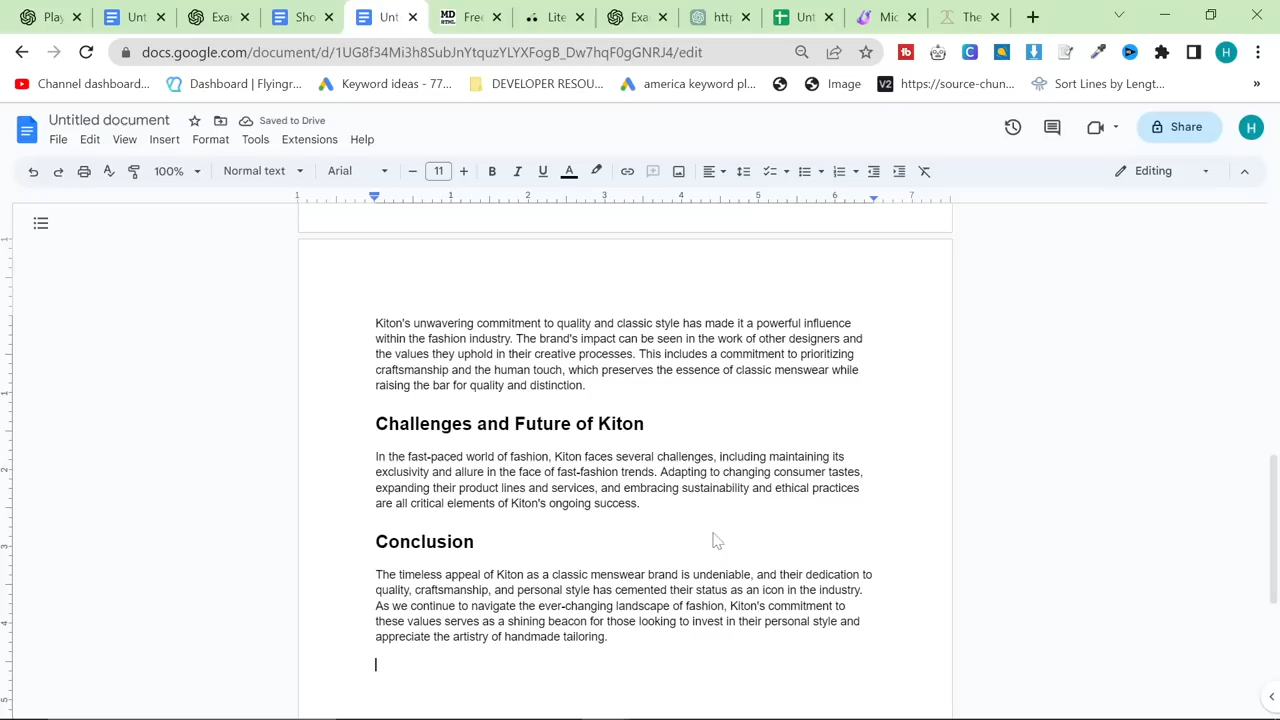 Play
Unt
Exa
Sho
Unt
MD
Free
Lite
Exa
http
Unt
Mic
The
docs.google.com/document/d/1UG8f34Mi3h8SubJnYtquzYLYXFogB_Dw7hqF0gGNRJ4/edit
H
Channel dashboard...
Dashboard | Flyingr...
Keyword ideas - 77...
DEVELOPER RESOU...
america keyword pl...
Image
V2
https://source-chun...
Sort Lines by Lengt...
»
Untitled document
Saved to Drive
File Edit View Insert Format Tools Extensions Help
Share
H
100%
Normal text
Arial
11
Editing
1 1 2 3 4 5 6 7
Kiton's unwavering commitment to quality and classic style has made it a powerful influence
within the fashion industry. The brand's impact can be seen in the work of other designers and
the values they uphold in their creative processes. This includes a commitment to prioritizing
craftsmanship and the human touch, which preserves the essence of classic menswear while
raising the bar for quality and distinction.
Challenges and Future of Kiton
In the fast-paced world of fashion, Kiton faces several challenges, including maintaining its
exclusivity and allure in the face of fast-fashion trends. Adapting to changing consumer tastes,
expanding their product lines and services, and embracing sustainability and ethical practices
are all critical elements of Kiton's ongoing success.
Conclusion
The timeless appeal of Kiton as a classic menswear brand is undeniable, and their dedication to
quality, craftsmanship, and personal style has cemented their status as an icon in the industry.
As we continue to navigate the ever-changing landscape of fashion, Kiton's commitment to
these values serves as a shining beacon for those looking to invest in their personal style and
appreciate the artistry of handmade tailoring.